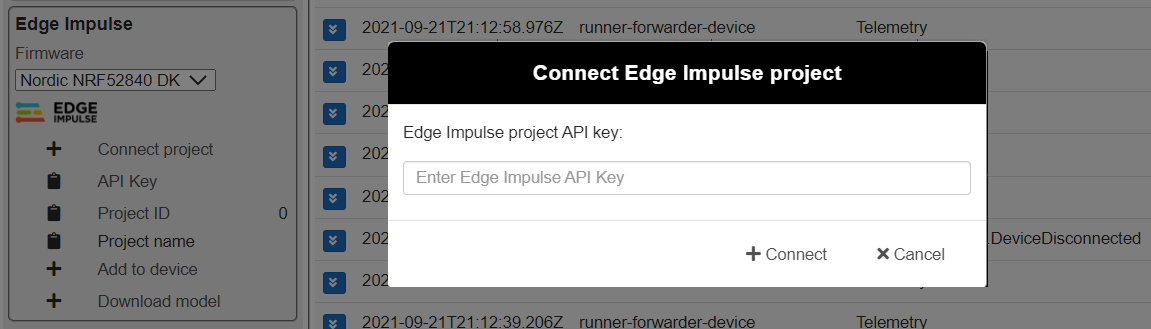 Edge Impulse
Firmware
Nordic NRF52840 DK
EDGE
IMPULSE
Connect project
API Key
Project ID 0
Project name
Add to device
Download model
2021-09-21T21:12:58.976Z runner-forwarder-device Telemetry
202
202
202
202
202 .DeviceDisconnected
202
2021-09-21T21:12:39.206Z runner-forwarder-device Telemetry
Connect Edge Impulse project
Edge Impulse project API key:
Enter Edge Impulse API Key
Connect Cancel